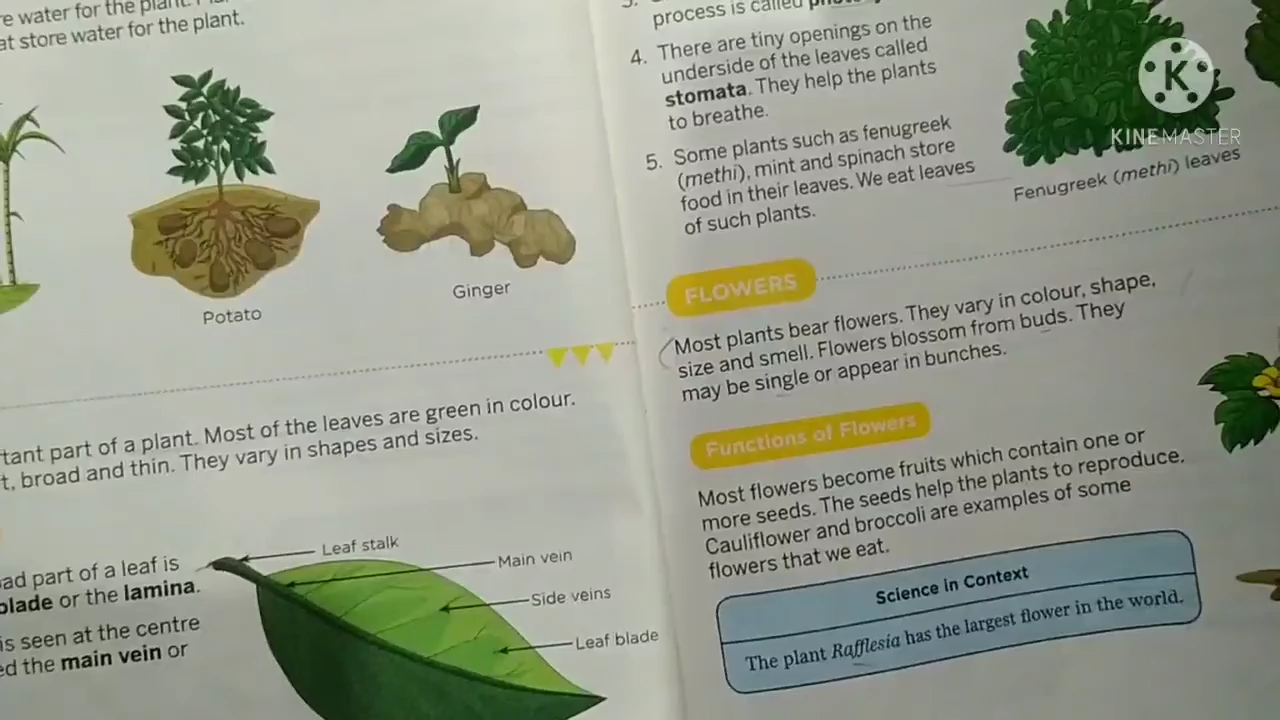 re water for the plant.
at store water for the plant.
Potato
Ginger
tant part of a plant. Most of the leaves are green in colour.
t, broad and thin. They vary in shapes and sizes.
ad part of a leaf is
blade or the lamina.
is seen at the centre
ed the main vein or
Leaf stalk
Main vein
Side veins
Leaf blade
process is called
4. There are tiny openings on the
underside of the leaves called
stomata. They help the plants
to breathe.
5. Some plants such as fenugreek
(methi), mint and spinach store
food in their leaves. We eat leaves
of such plants.
KINEMASTER
Fenugreek (methi) leaves
FLOWERS
Most plants bear flowers. They vary in colour, shape,
size and smell. Flowers blossom from buds. They
may be single or appear in bunches.
Functions of Flowers
Most flowers become fruits which contain one or
more seeds. The seeds help the plants to reproduce.
Cauliflower and broccoli are examples of some
flowers that we eat.
Science in Context
The plant Rafflesia has the largest flower in the world.